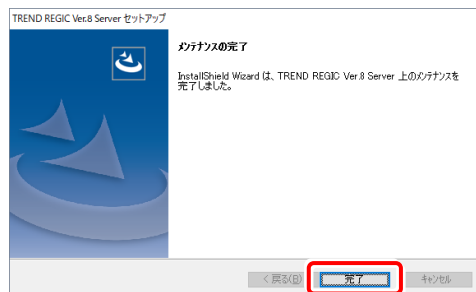 TREND REGIC Ver.8 Server セットアップ
メンテナンスの完了
InstallShield Wizard は、TREND REGIC Ver.8 Server 上のメンテナンスを
完了しました。
< 戻る(B)
完了
キャンセル